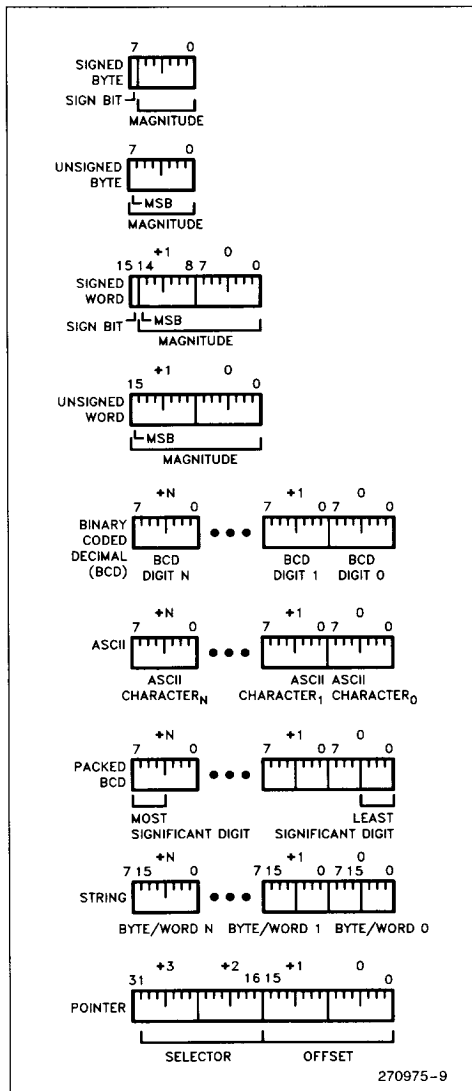 7 0
SIGNED
BYTE
SIGN BIT
MAGNITUDE
7 0
UNSIGNED
BYTE
MSB
MAGNITUDE
+1 0
15 14 8 7 0
SIGNED
WORD
SIGN BIT MSB
MAGNITUDE
+1 0
15 0
UNSIGNED
WORD
MSB
MAGNITUDE
+N +1 0
7 0 7 0 7 0
BINARY
CODED
DECIMAL
(BCD)
BCD
DIGIT N
BCD
DIGIT 1
BCD
DIGIT 0
+N +1 0
7 0 7 0 7 0
ASCII
ASCII
CHARACTERN
ASCII
CHARACTER1
ASCII
CHARACTER0
+N +1 0
7 0 7 0 7 0
PACKED
BCD
MOST
SIGNIFICANT DIGIT
LEAST
SIGNIFICANT DIGIT
+N +1 0
7 15 0 7 15 0 7 15 0
STRING
BYTE/WORD N BYTE/WORD 1 BYTE/WORD 0
+3 +2 +1 0
31 16 15 0
POINTER
SELECTOR OFFSET
270975-9